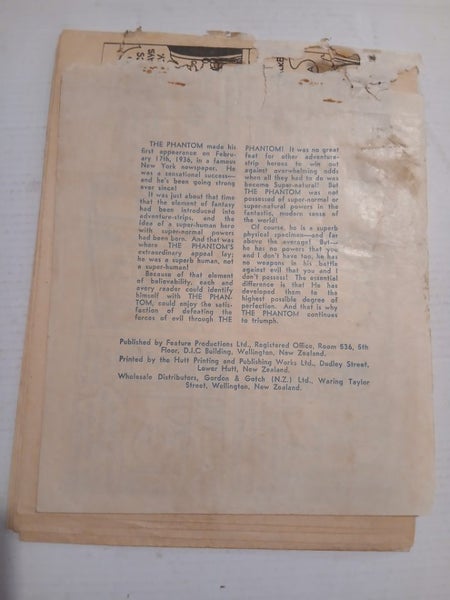 THE PHANTOM made his
first appearance on Febru-
ary 17th, 1936, in a famous
New York newspaper. He
was a sensational success—
and he's been going strong
ever since!
It was just about that time
that the element of fantasy
had been introduced into
adventure-strips, and the
idea of a super-human hero
with super-normal powers
had been born. And that was
where THE PHANTOM'S
extraordinary appeal lay;
he was a superb human, not
a super-human!
Because of that element
of believability, each and
every reader could identify
himself with THE PHAN-
TOM, could enjoy the satis-
faction of defeating the
forces of evil through THE
PHANTOM! It was no great
feat for other adventure-
strip heroes to win out
against overwhelming odds
when all they had to do was
become Super-natural! But
THE PHANTOM was not
possessed of super-normal or
super-natural powers in the
fantastic, modern sense of
the world!
Of course, he is a superb
physical specimen—and far
above the average! But—
he has no powers that you
and I don't have too, he has
no weapons in his battle
against evil that you and I
don't possess! The essential
difference is that He has
developed them to the
highest possible degree of
perfection. And that is why
THE PHANTOM continues
to triumph.
Published by Feature Productions Ltd., Registered Office, Room 536, 5th
Floor, D.I.C Building, Wellington, New Zealand.
Printed by the Hutt Printing and Publishing Works Ltd., Dudley Street,
Lower Hutt, New Zealand.
Wholesale Distributors, Gordon & Gotch (N.Z.) Ltd., Waring Taylor
Street, Wellington, New Zealand.